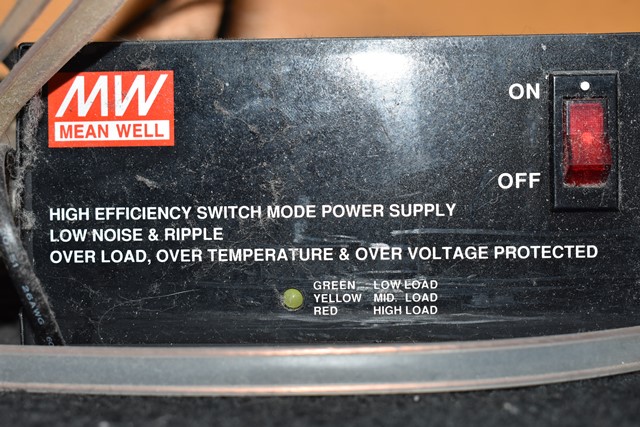 MW
MEAN WELL
ON
OFF
HIGH EFFICIENCY SWITCH MODE POWER SUPPLY
LOW NOISE & RIPPLE
OVER LOAD, OVER TEMPERATURE & OVER VOLTAGE PROTECTED
GREEN LOW LOAD
YELLOW MID. LOAD
RED HIGH LOAD
26AWG